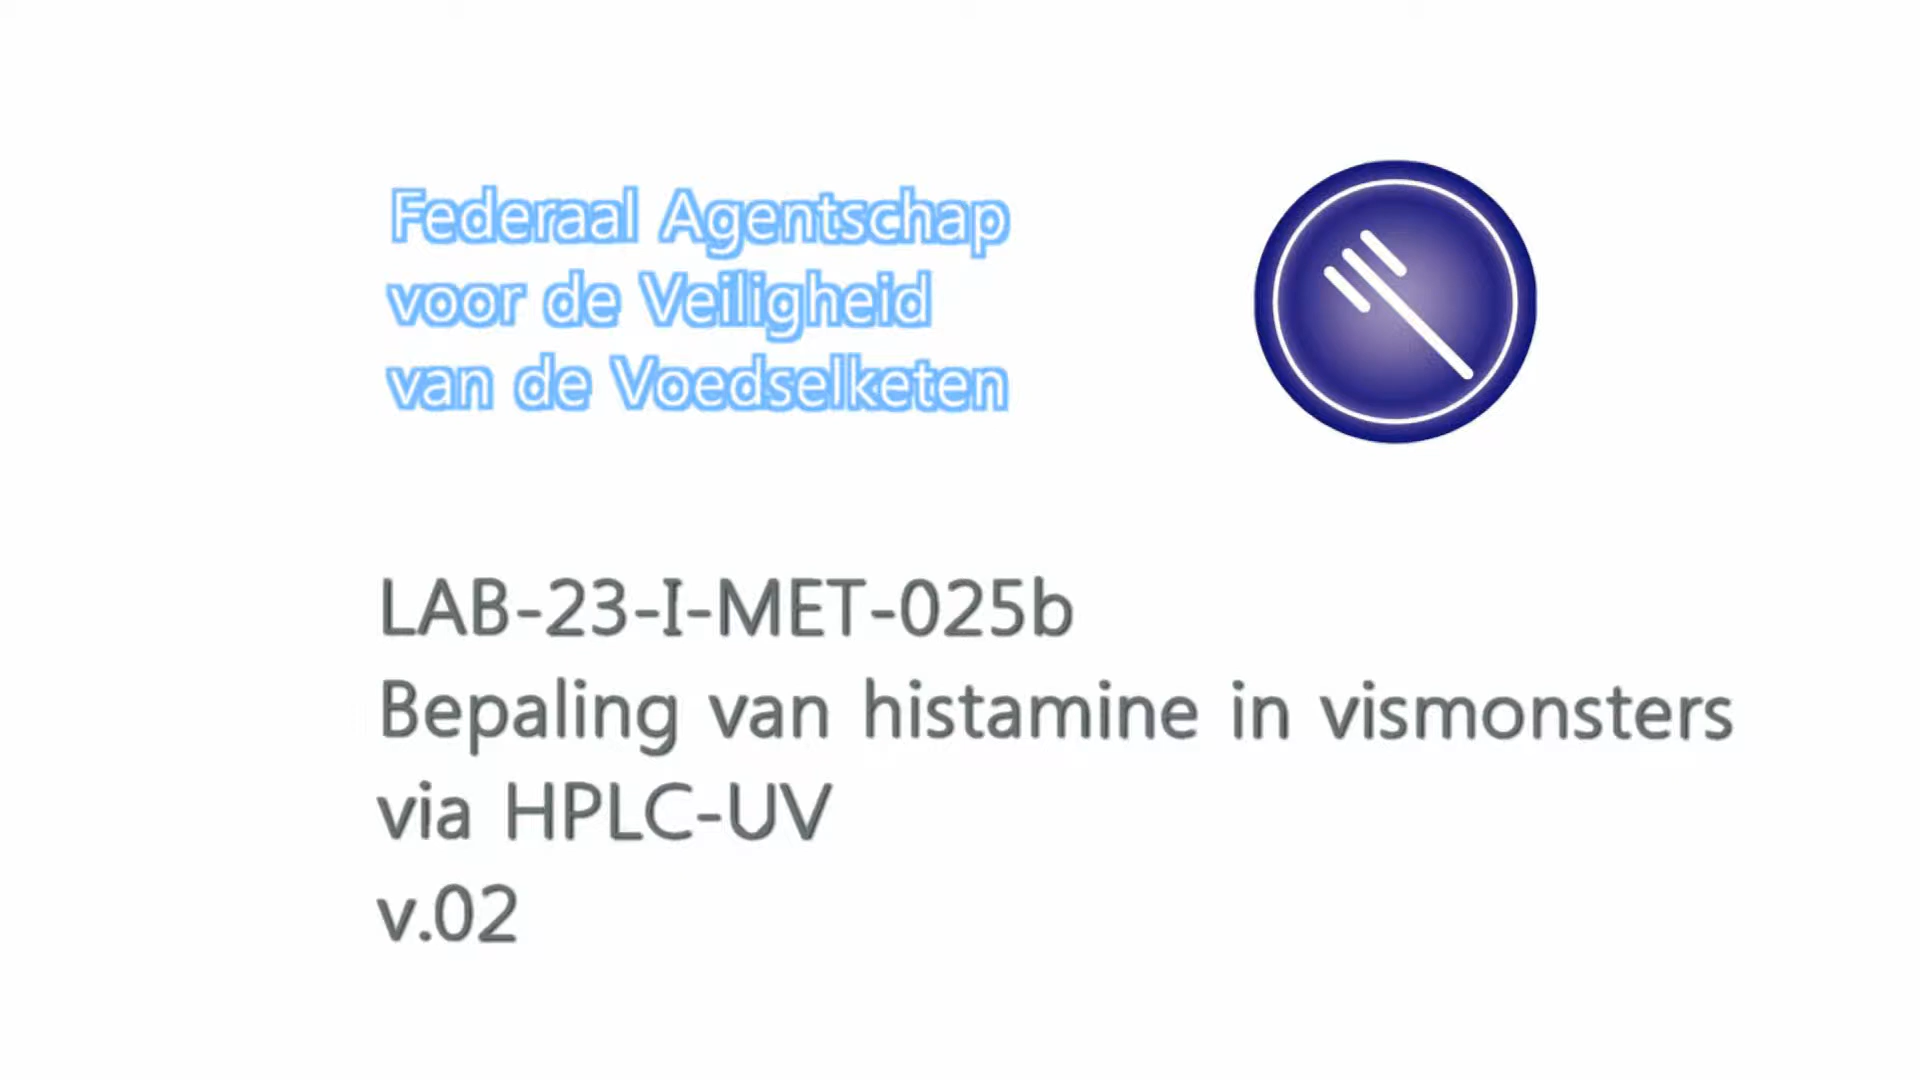 Federaal Agentschap
voor de Veiligheid
van de Voedselketen
LAB-23-I-MET-025b
Bepaling van histamine in vismonsters
via HPLC-UV
v.02